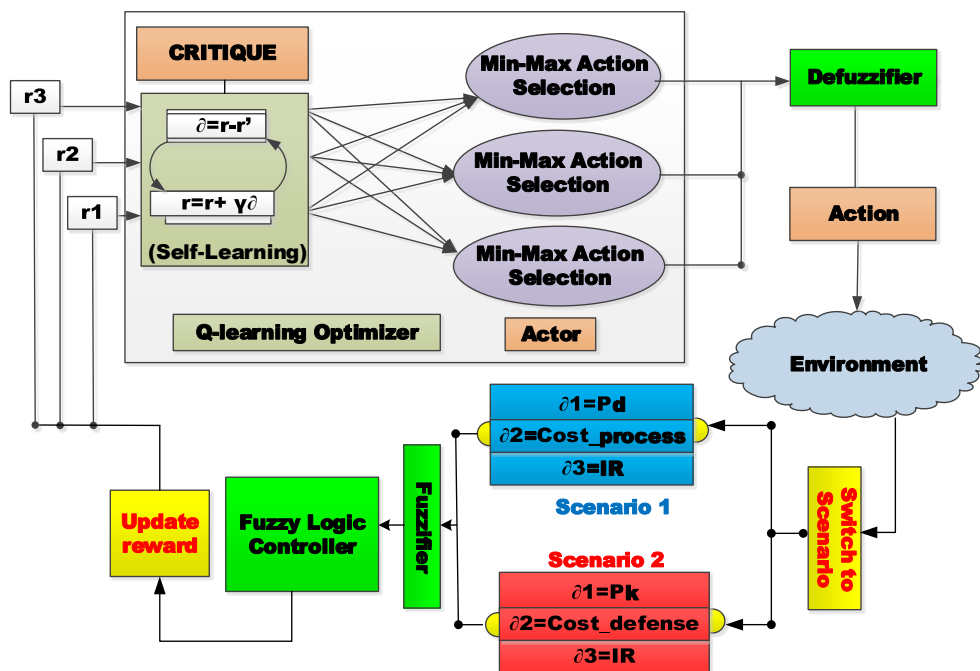 CRITIQUE
r3
r2
r1
∂=r-r’
r=r+ γ∂
(Self-Learning)
Min-Max Action
Selection
Min-Max Action
Selection
Min-Max Action
Selection
Q-learning Optimizer
Actor
Defuzzifier
Action
Environment
Switch to
Scenario
∂1=Pd
∂2=Cost_process
∂3=IR
Scenario 1
Scenario 2
∂1=Pk
∂2=Cost_defense
∂3=IR
Fuzzifier
Fuzzy Logic
Controller
Update
reward